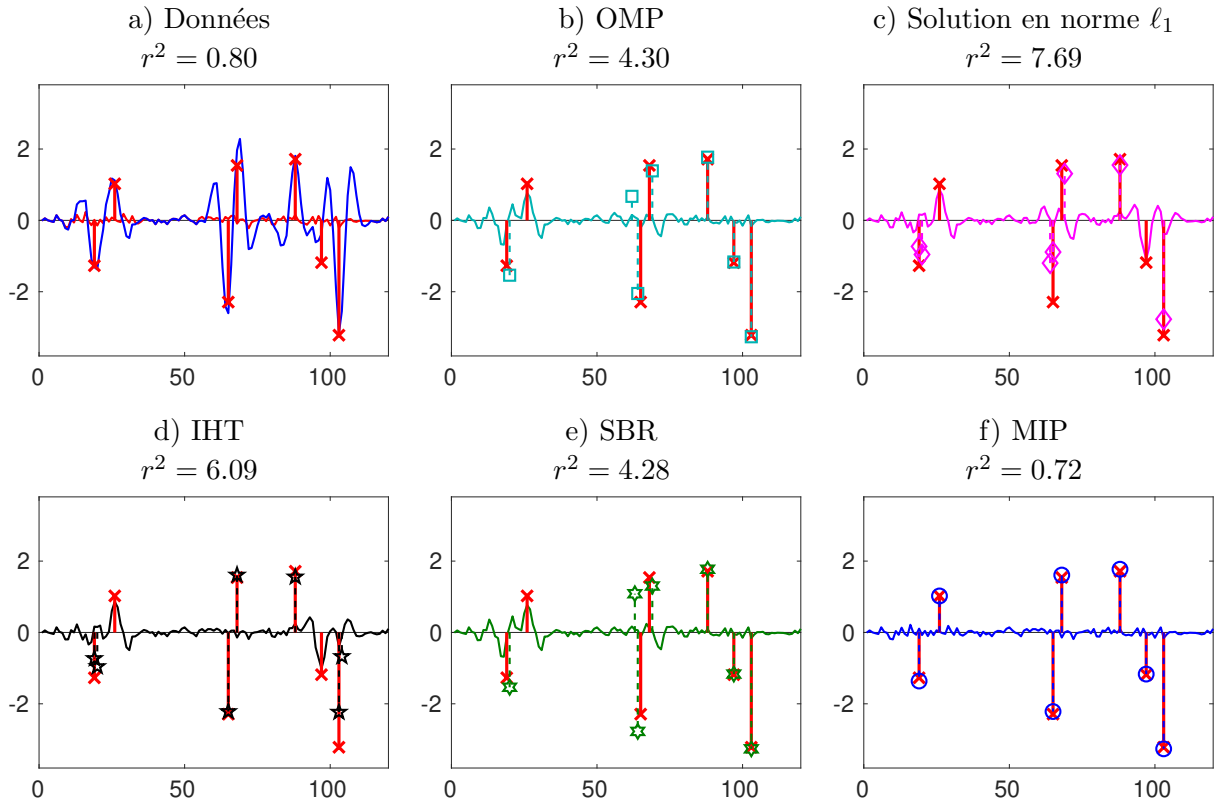 a) Données
r² = 0.80
2
0
-2
0 50 100
b) OMP
r² = 4.30
2
0
-2
0 50 100
c) Solution en norme ℓ₁
r² = 7.69
2
0
-2
0 50 100
d) IHT
r² = 6.09
2
0
-2
0 50 100
e) SBR
r² = 4.28
2
0
-2
0 50 100
f) MIP
r² = 0.72
2
0
-2
0 50 100